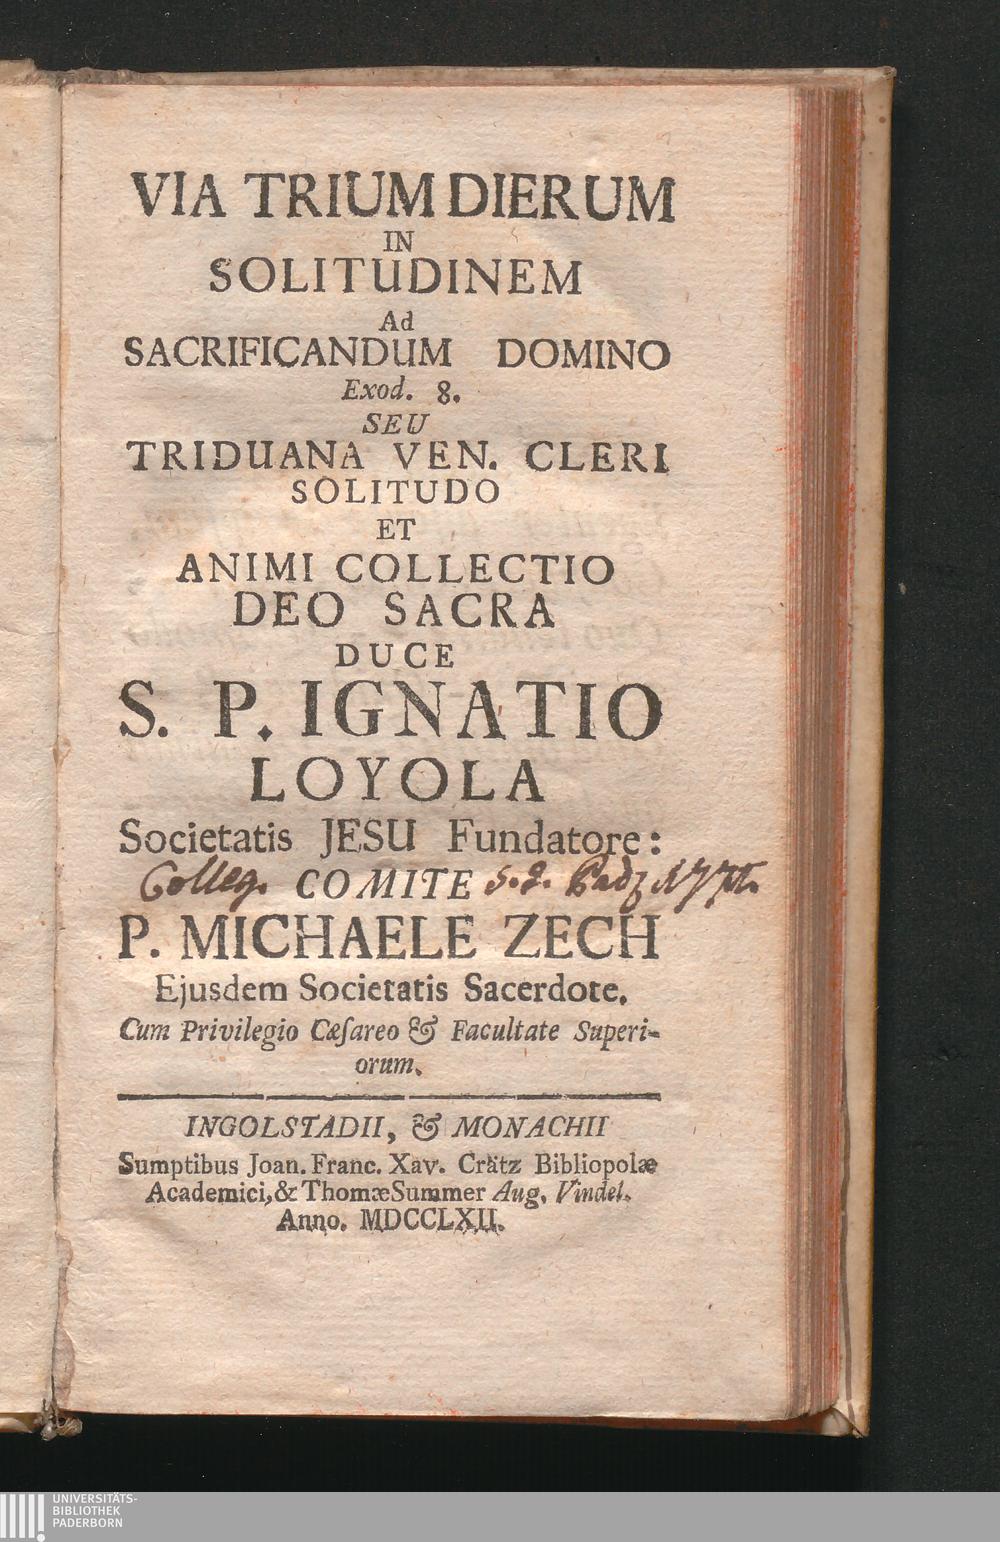 VIA TRIUM DIERUM
IN
SOLITUDINEM
Ad
SACRIFICANDUM DOMINO
Exod. 8.
SEU
TRIDUANA VEN. CLERI
SOLITUDO
ET
ANIMI COLLECTIO
DEO SACRA
DUCE
S. P. IGNATIO
LOYOLA
Societatis JESU Fundatore:
Colleg. COMITE S. J.
P. MICHAELE ZECH
Ejusdem Societatis Sacerdote.
Cum Privilegio Cæsareo & Facultate Superi-
orum.
INGOLSTADII, & MONACHII
Sumptibus Joan. Franc. Xav. Crätz Bibliopolæ
Academici, & Thomæ Summer Aug. Vindel.
Anno. MDCCLXII.
UNIVERSITÄTS-
BIBLIOTHEK
PADERBORN